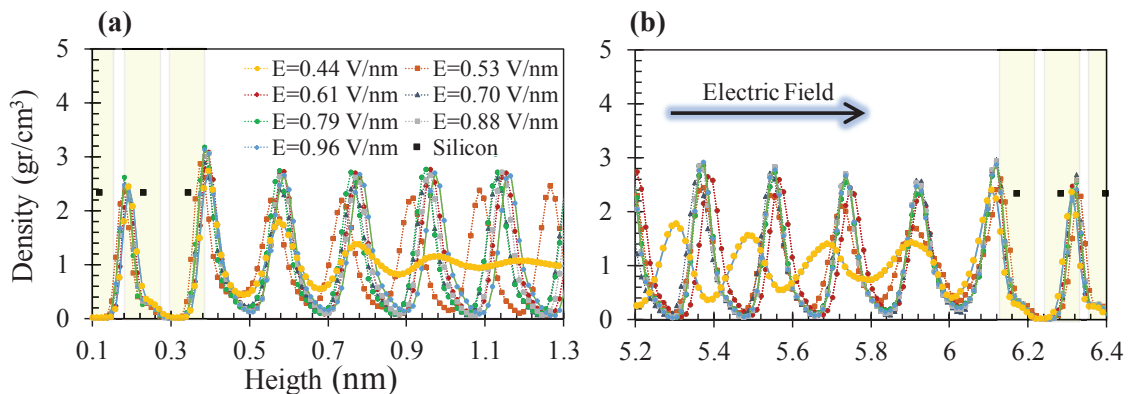 (a)
(b)
Density (gr/cm³)
5
4
3
2
1
0
E=0.44 V/nm
E=0.53 V/nm
E=0.61 V/nm
E=0.70 V/nm
E=0.79 V/nm
E=0.88 V/nm
E=0.96 V/nm
Silicon
0.1 0.3 0.5 0.7 0.9 1.1 1.3
Heigth (nm)
5
4
3
2
1
0
Electric Field
5.2 5.4 5.6 5.8 6 6.2 6.4